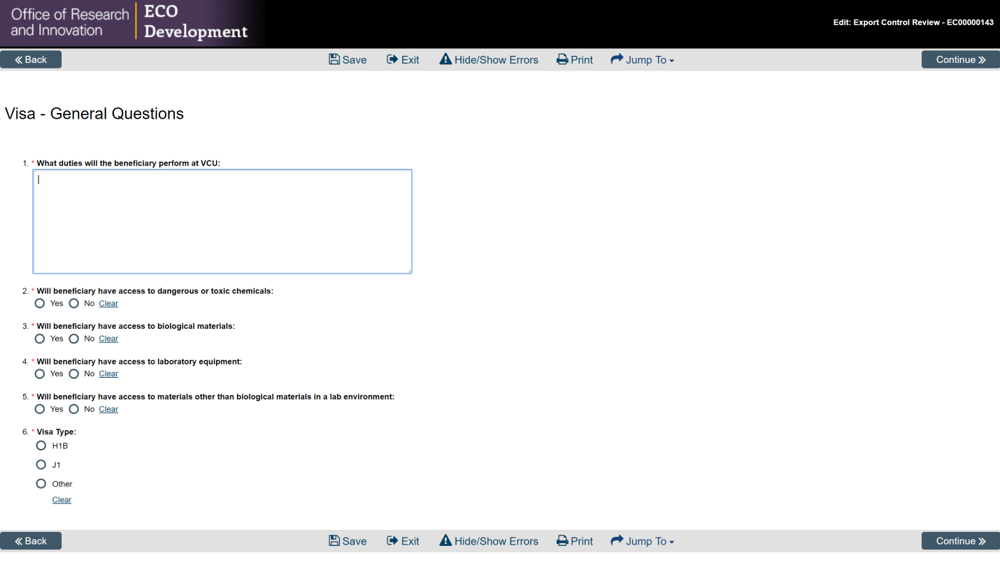 Office of Research
and Innovation
ECO
Development
Edit: Export Control Review - EC00000143
Back
Save
Exit
Hide/Show Errors
Print
Jump To
Continue
Visa - General Questions
1. * What duties will the beneficiary perform at VCU:
2. * Will beneficiary have access to dangerous or toxic chemicals:
Yes No Clear
3. * Will beneficiary have access to biological materials:
Yes No Clear
4. * Will beneficiary have access to laboratory equipment:
Yes No Clear
5. * Will beneficiary have access to materials other than biological materials in a lab environment:
Yes No Clear
6. * Visa Type:
H1B
J1
Other
Clear
Back
Save
Exit
Hide/Show Errors
Print
Jump To
Continue